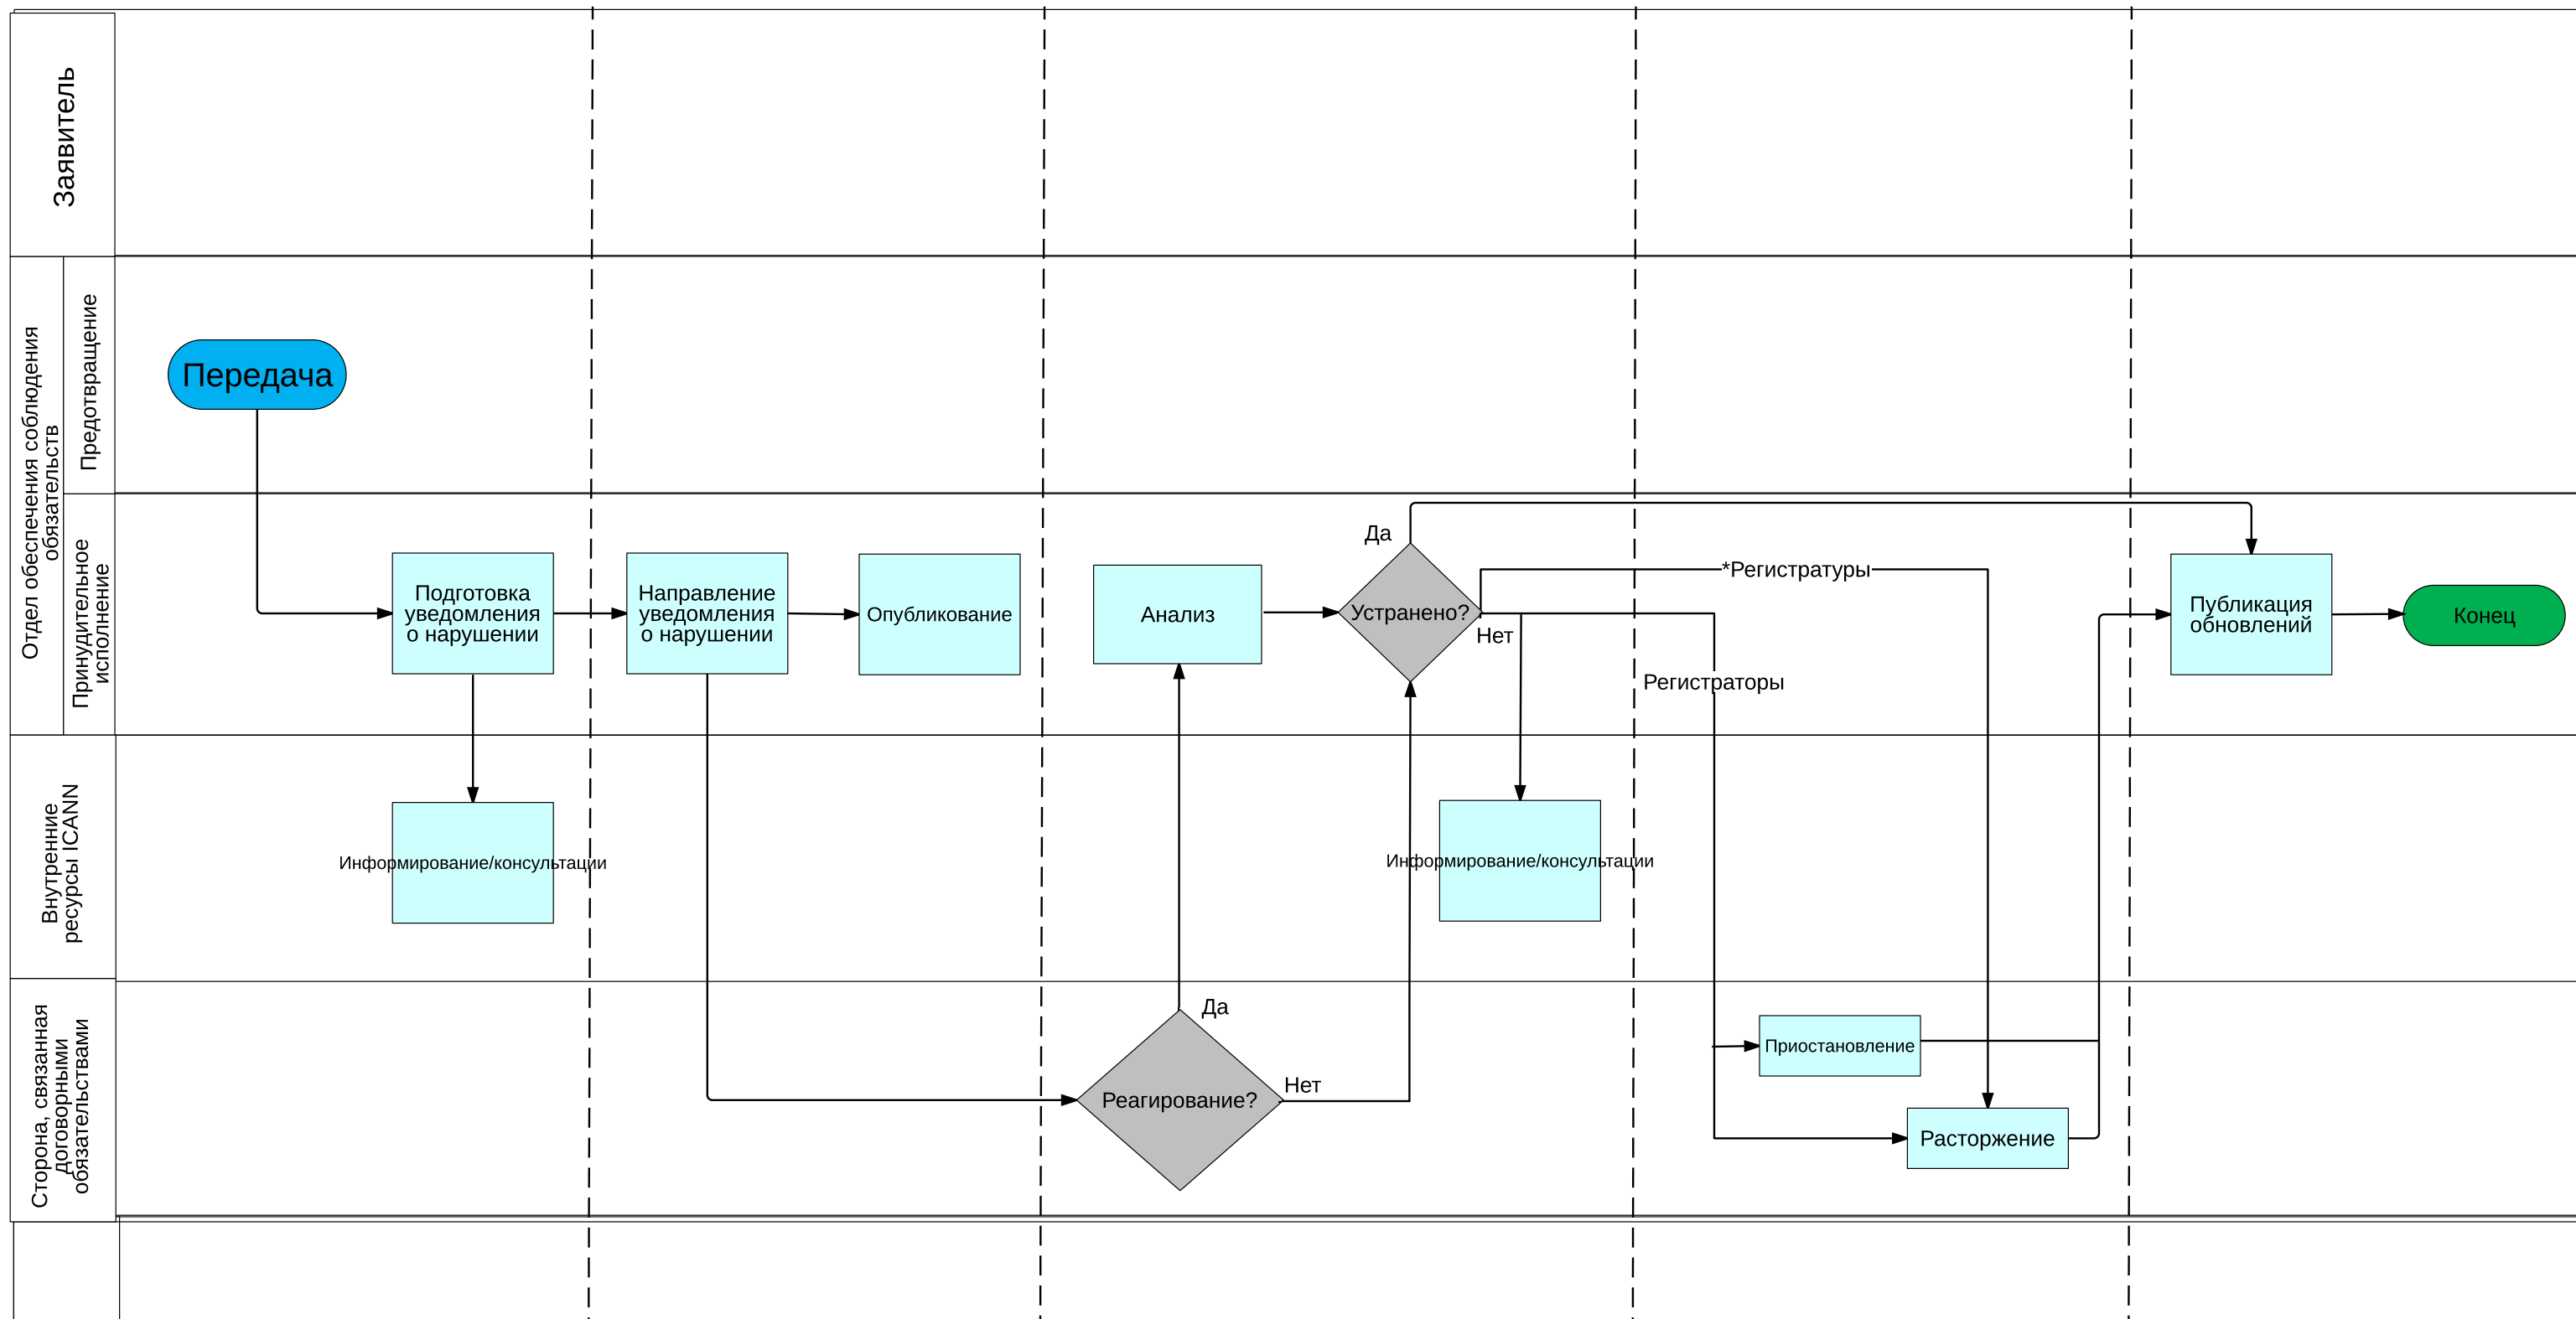 Заявитель
Отдел обеспечения соблюдения
обязательств
Предотвращение
Передача
Принудительное
исполнение
Подготовка
уведомления
о нарушении
Направление
уведомления
о нарушении
Опубликование
Анализ
Да
Устранено?
Нет
*Регистратуры
Регистраторы
Публикация
обновлений
Конец
Внутренние
ресурсы ICANN
Информирование/консультации
Информирование/консультации
Сторона, связанная
договорными
обязательствами
Да
Реагирование?
Нет
Приостановление
Расторжение